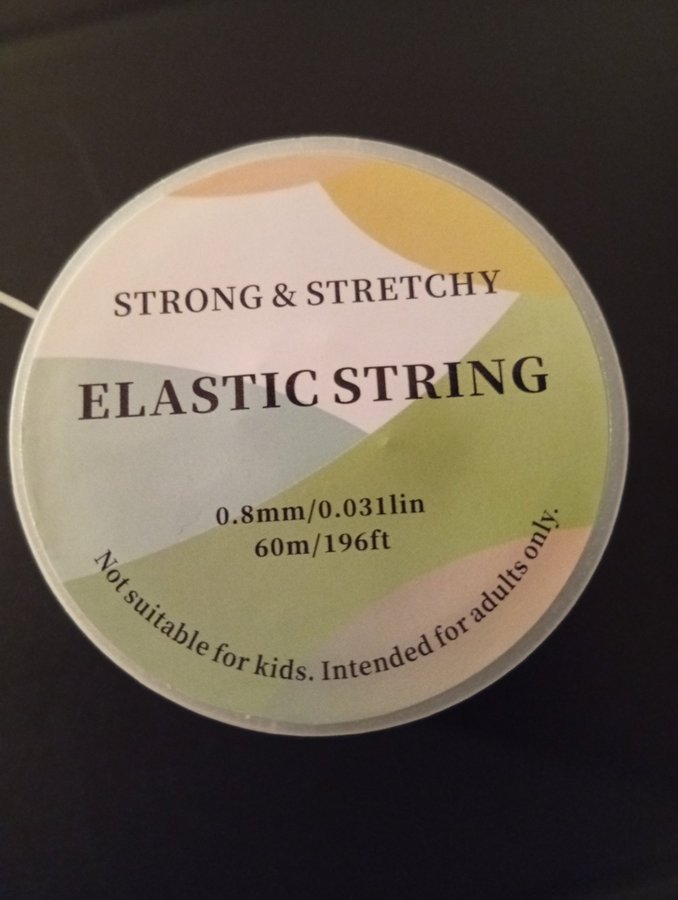 STRONG & STRETCHY
ELASTIC STRING
0.8mm/0.031lin
60m/196ft
Not suitable for kids. Intended for adults only.